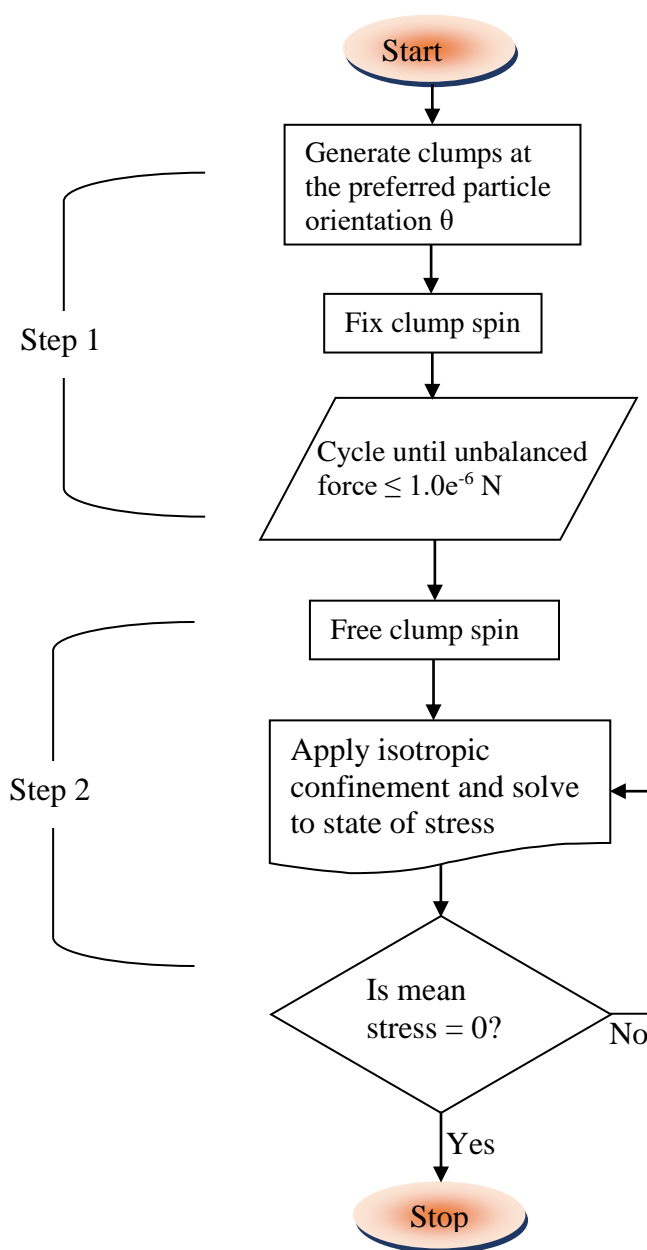 Start
Generate clumps at
the preferred particle
orientation θ
Fix clump spin
Step 1
Cycle until unbalanced
force ≤ 1.0e⁻⁶ N
Free clump spin
Apply isotropic
confinement and solve
to state of stress
Step 2
Is mean
stress = 0?
No
Yes
Stop